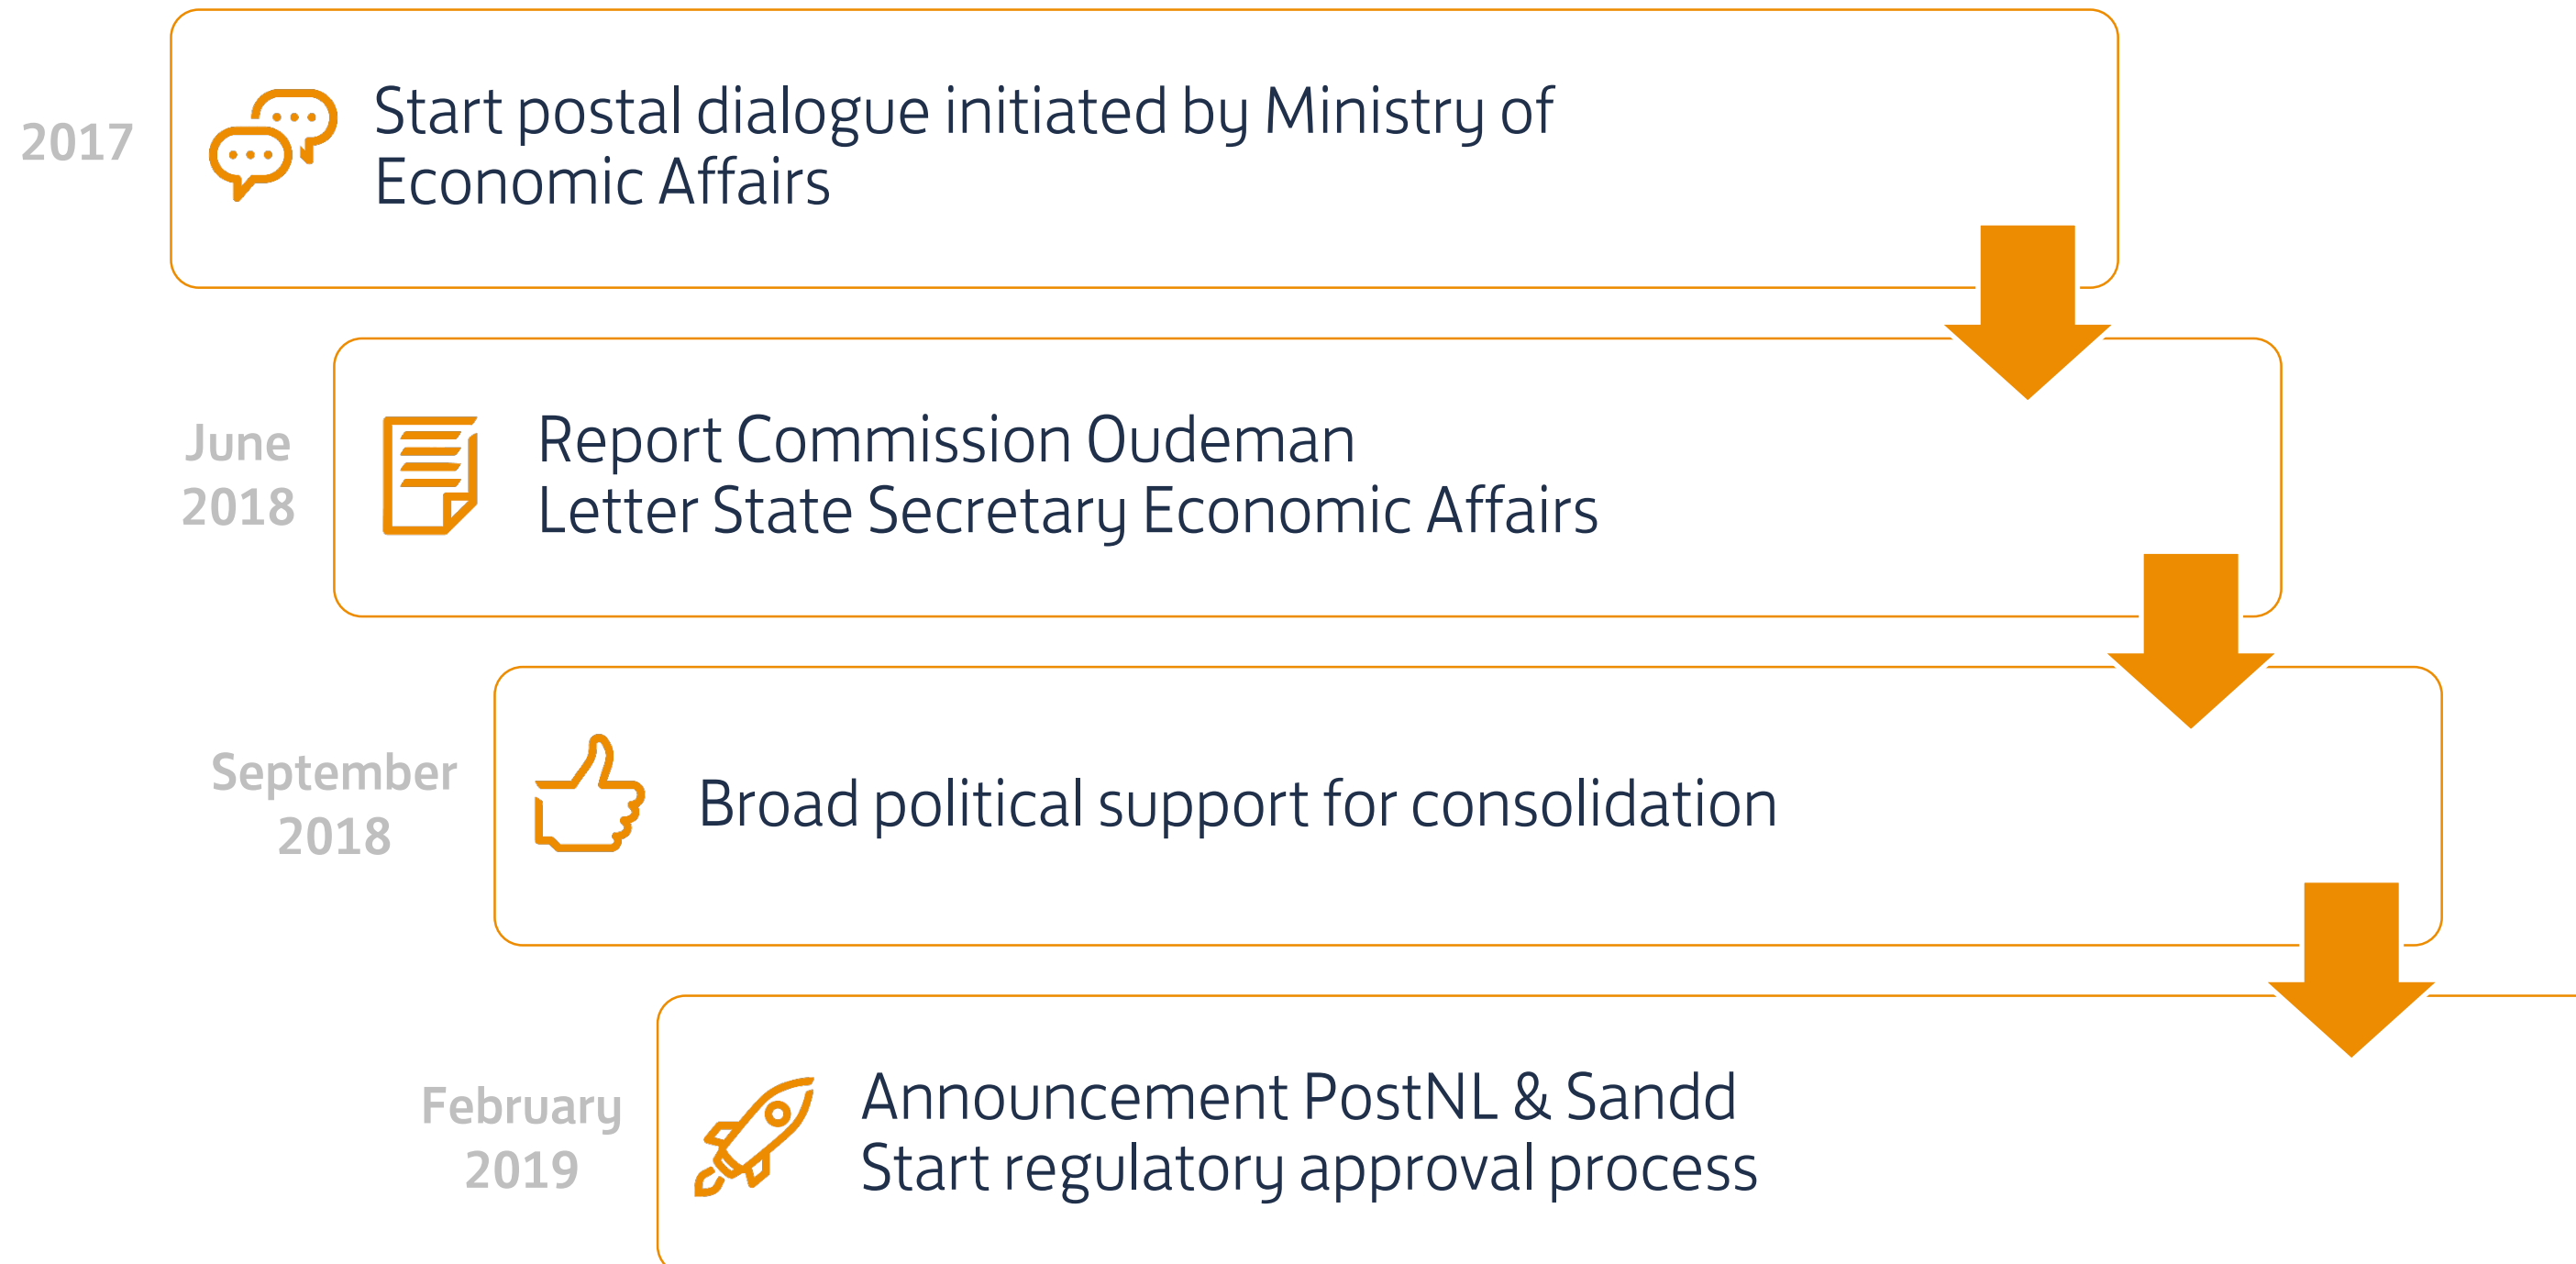 2017
Start postal dialogue initiated by Ministry of
Economic Affairs
June
2018
Report Commission Oudeman
Letter State Secretary Economic Affairs
September
2018
Broad political support for consolidation
February
2019
Announcement PostNL & Sandd
Start regulatory approval process